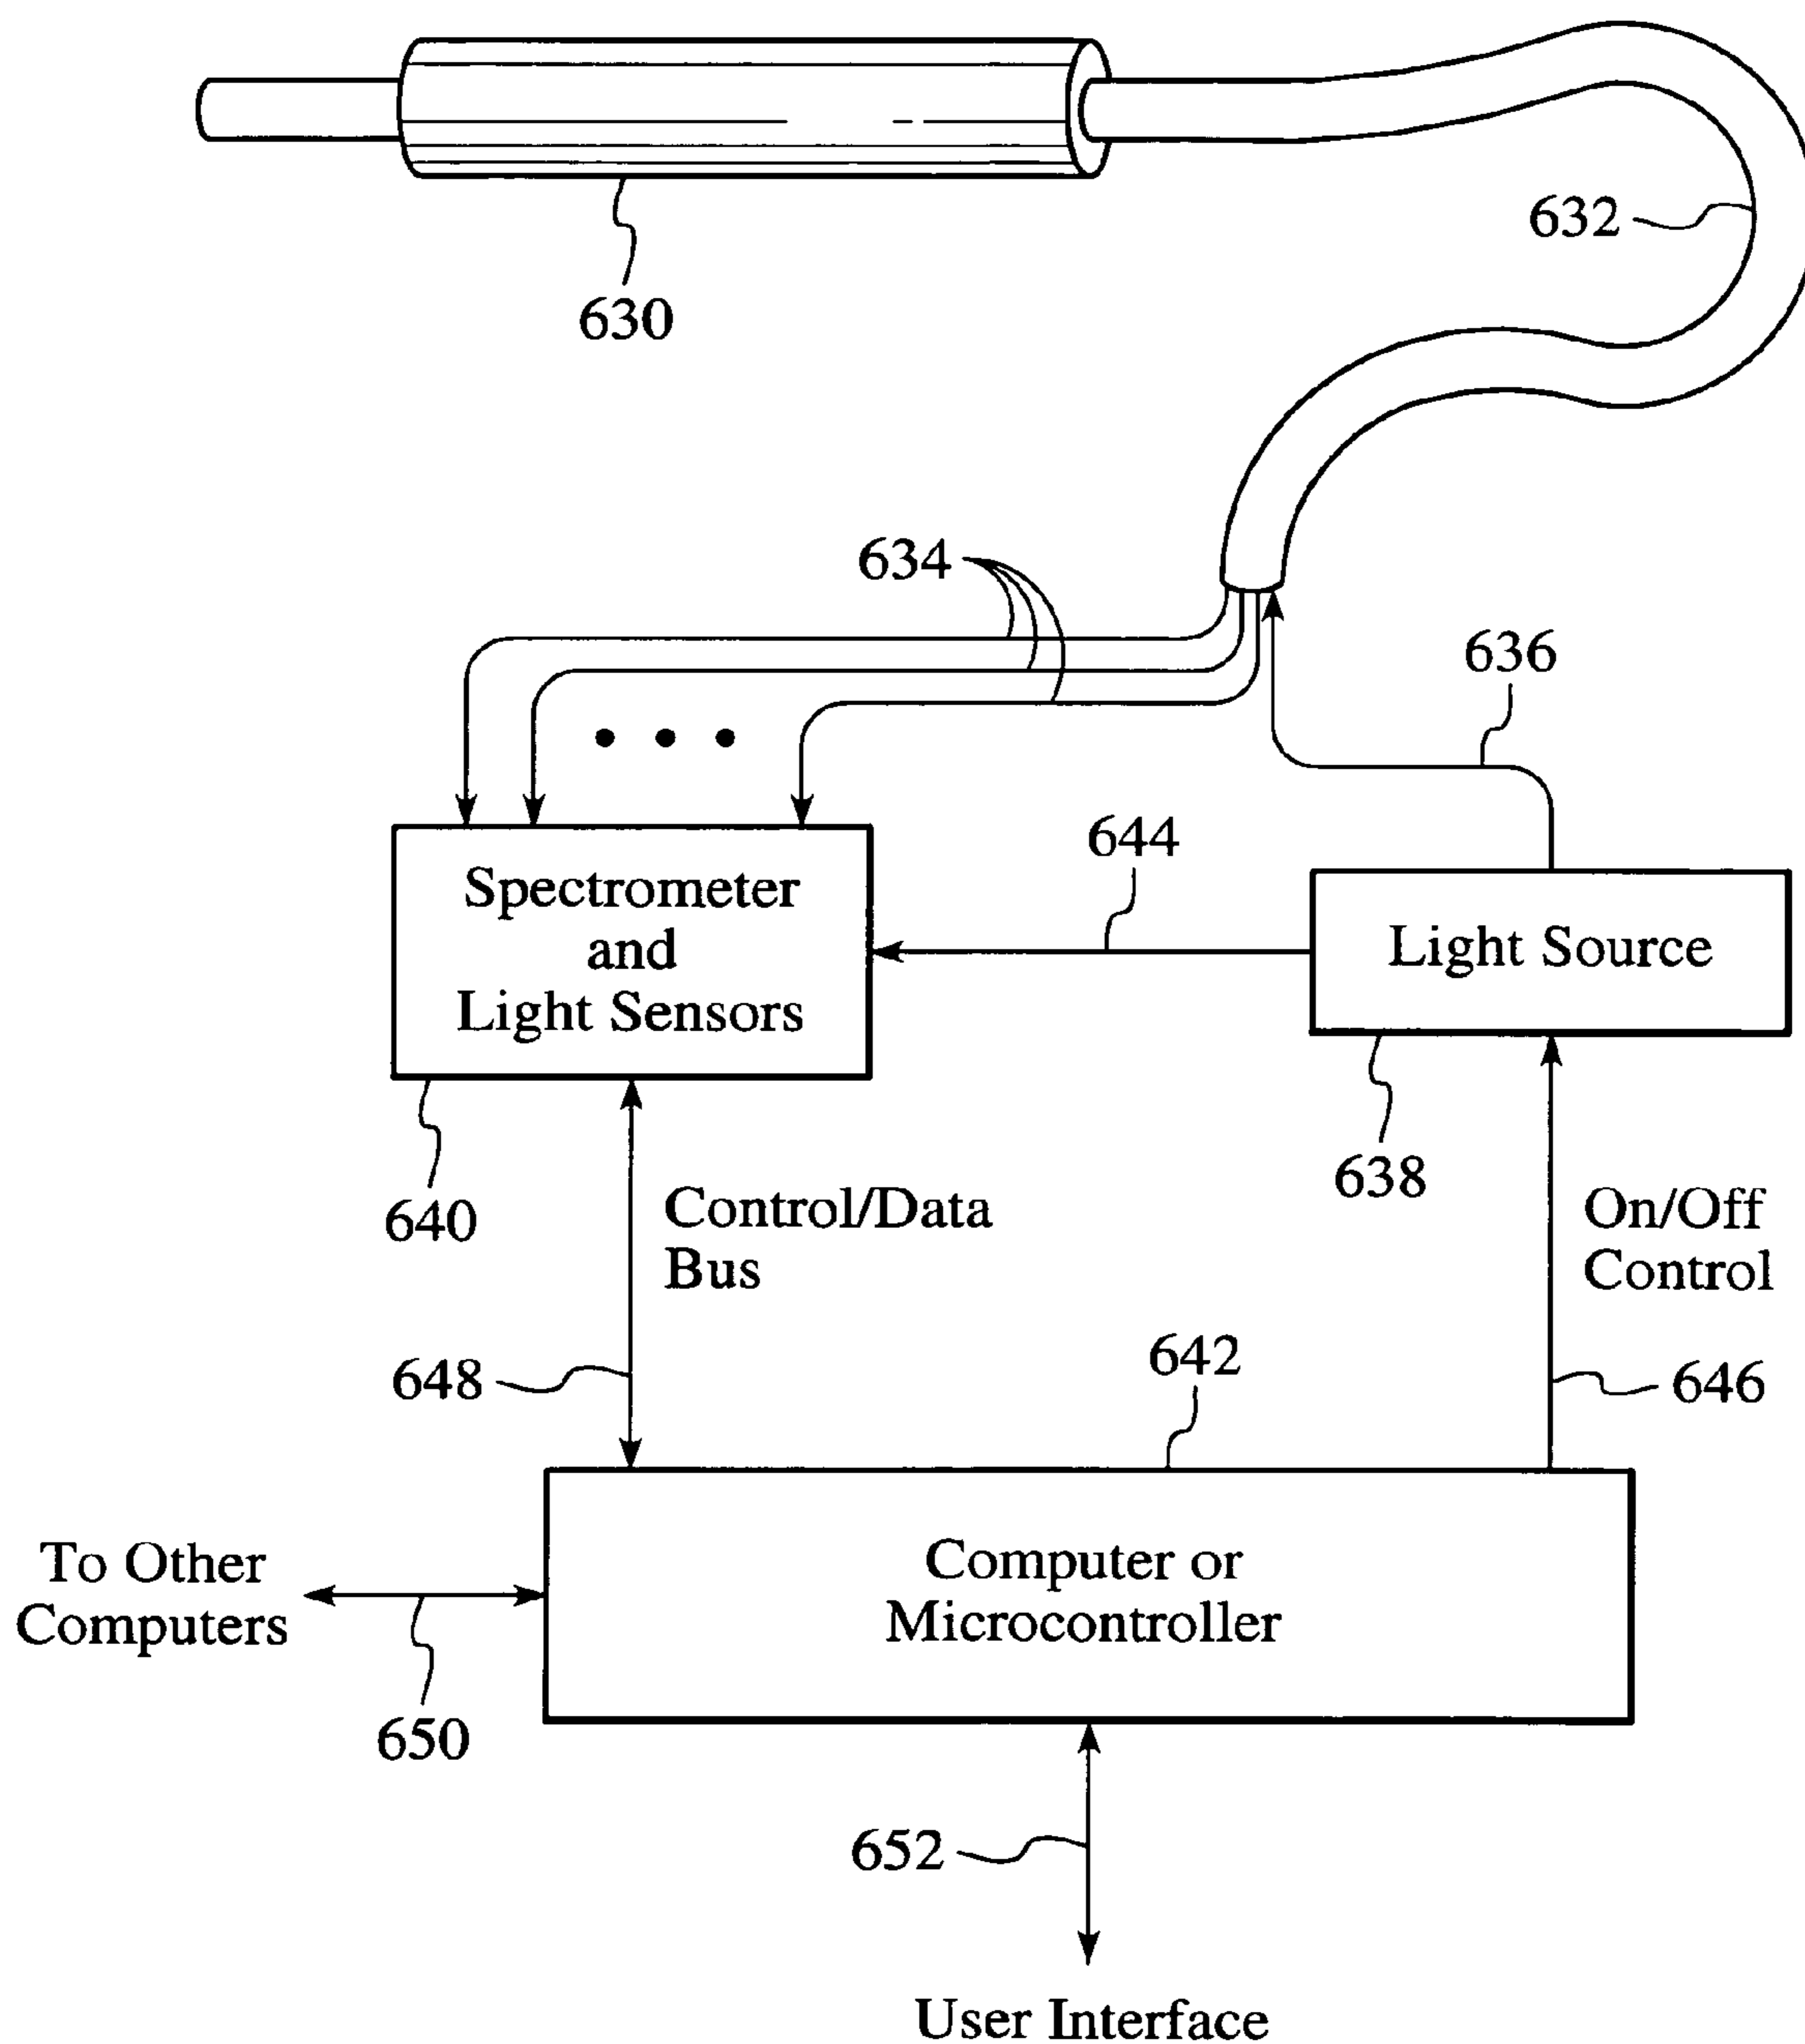 632
630
634
636
644
Spectrometer
and
Light Sensors
Light Source
638
640
Control/Data
Bus
On/Off
Control
642
648
646
To Other
Computers
Computer or
Microcontroller
650
652
User Interface